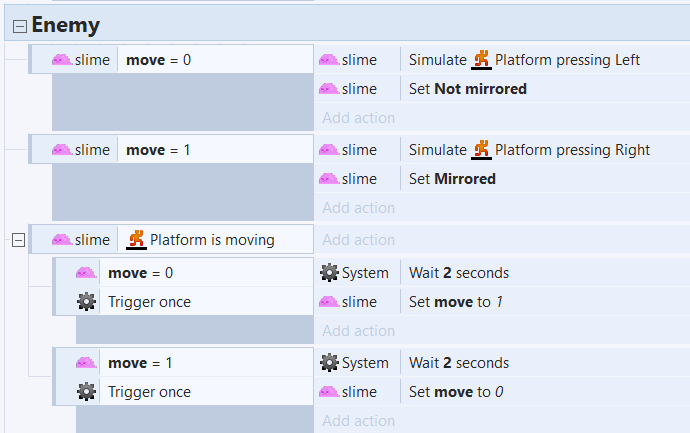 Enemy
slime move = 0 slime Simulate Platform pressing Left
slime Set Not mirrored
Add action
slime move = 1 slime Simulate Platform pressing Right
slime Set Mirrored
Add action
slime Platform is moving Add action
move = 0 System Wait 2 seconds
Trigger once slime Set move to 1
Add action
move = 1 System Wait 2 seconds
Trigger once slime Set move to 0
Add action